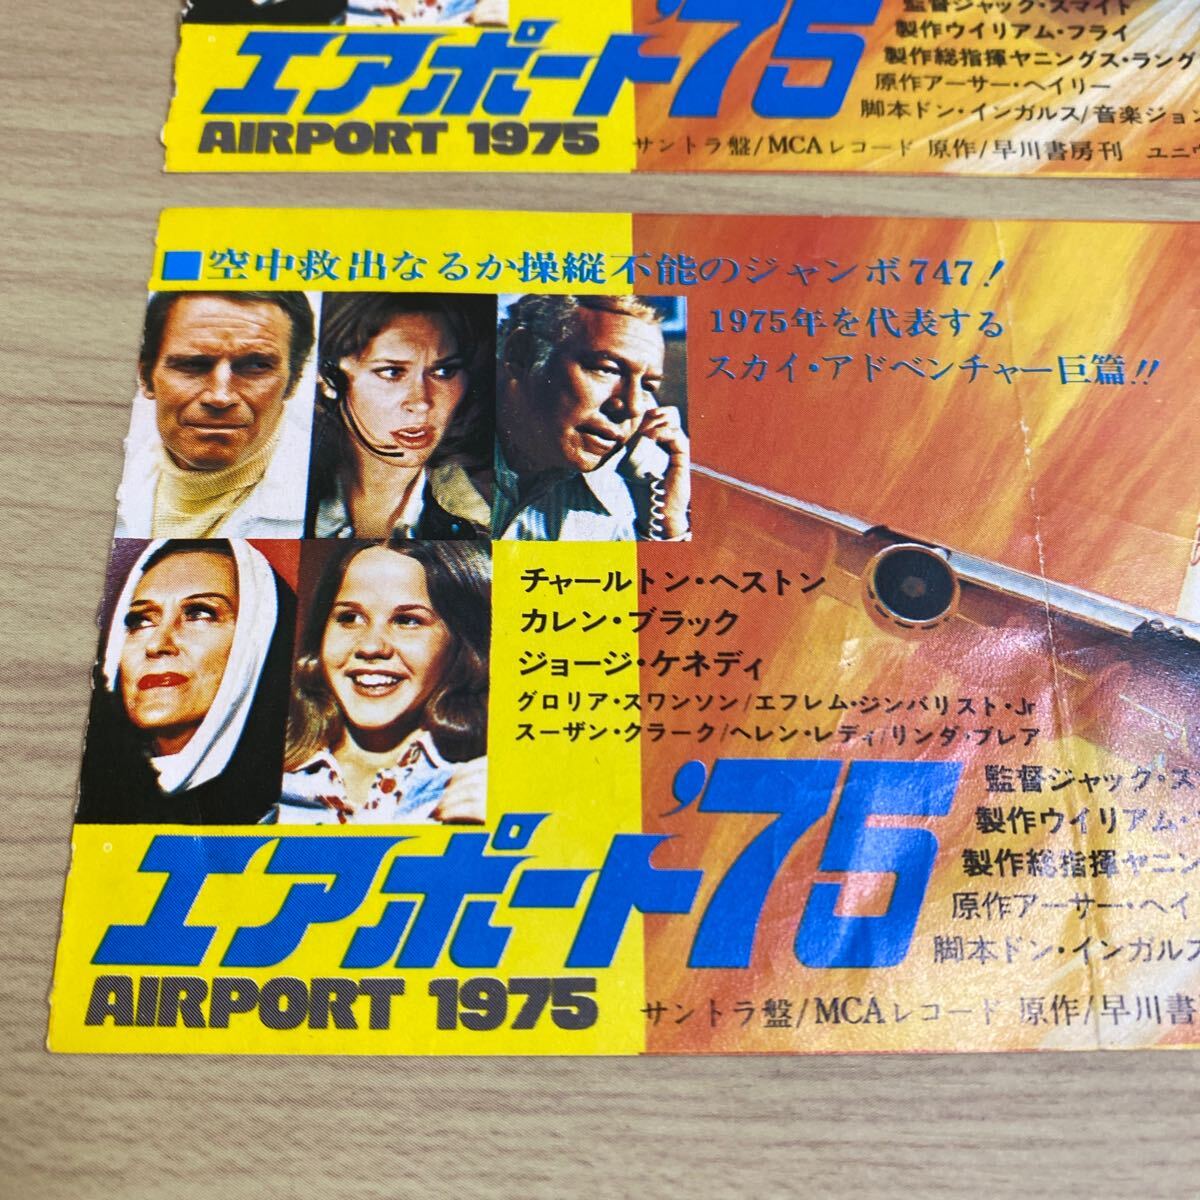 監督ジャック・スマイト
製作ウイリアム・フライ
製作総指揮ヤニングス・ラング
原作アーサー・ヘイリー
脚本ドン・インガルス/音楽ジョン
エアポート'75
AIRPORT 1975
サントラ盤/MCAレコード 原作/早川書房刊 ユニヴ
■空中救出なるか操縦不能のジャンボ747!
1975年を代表する
スカイ・アドベンチャー巨篇!!
チャールトン・ヘストン
カレン・ブラック
ジョージ・ケネディ
グロリア・スワンソン/エフレム・ジンバリスト・Jr
スーザン・クラーク/ヘレン・レディ/リンダ・ブレア
監督ジャック・ス
製作ウイリアム・
製作総指揮ヤニン
原作アーサー・ヘイ
脚本ドン・インガルス
エアポート'75
AIRPORT 1975
サントラ盤/MCAレコード 原作/早川書